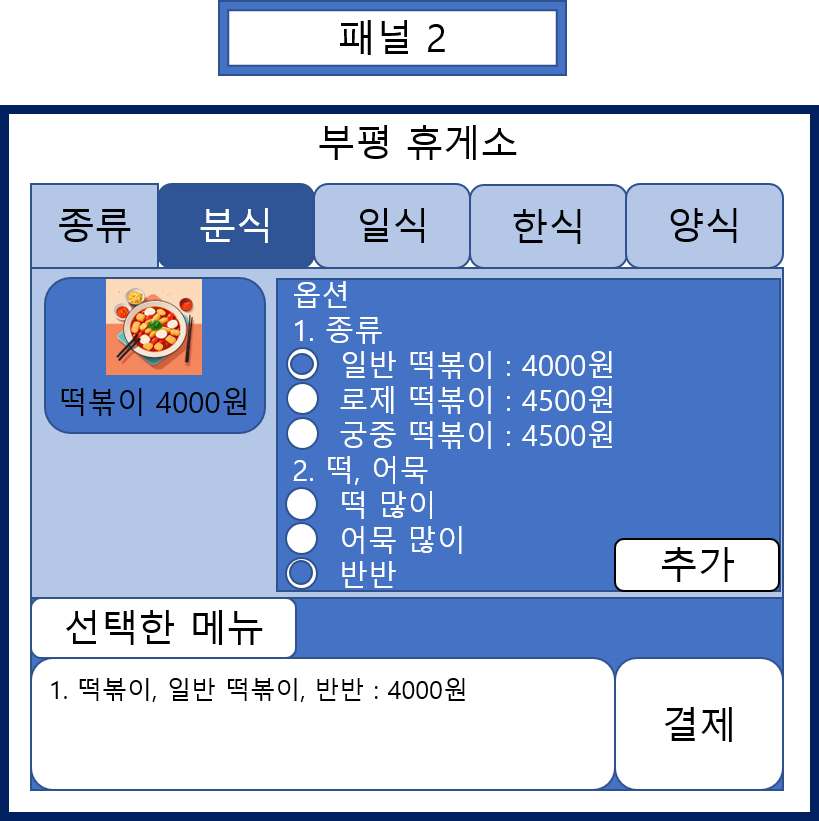 패널 2
부평 휴게소
종류 분식 일식 한식 양식
떡볶이 4000원
옵션
1. 종류
일반 떡볶이 : 4000원
로제 떡볶이 : 4500원
궁중 떡볶이 : 4500원
2. 떡, 어묵
떡 많이
어묵 많이
반반
추가
선택한 메뉴
1. 떡볶이, 일반 떡볶이, 반반 : 4000원
결제